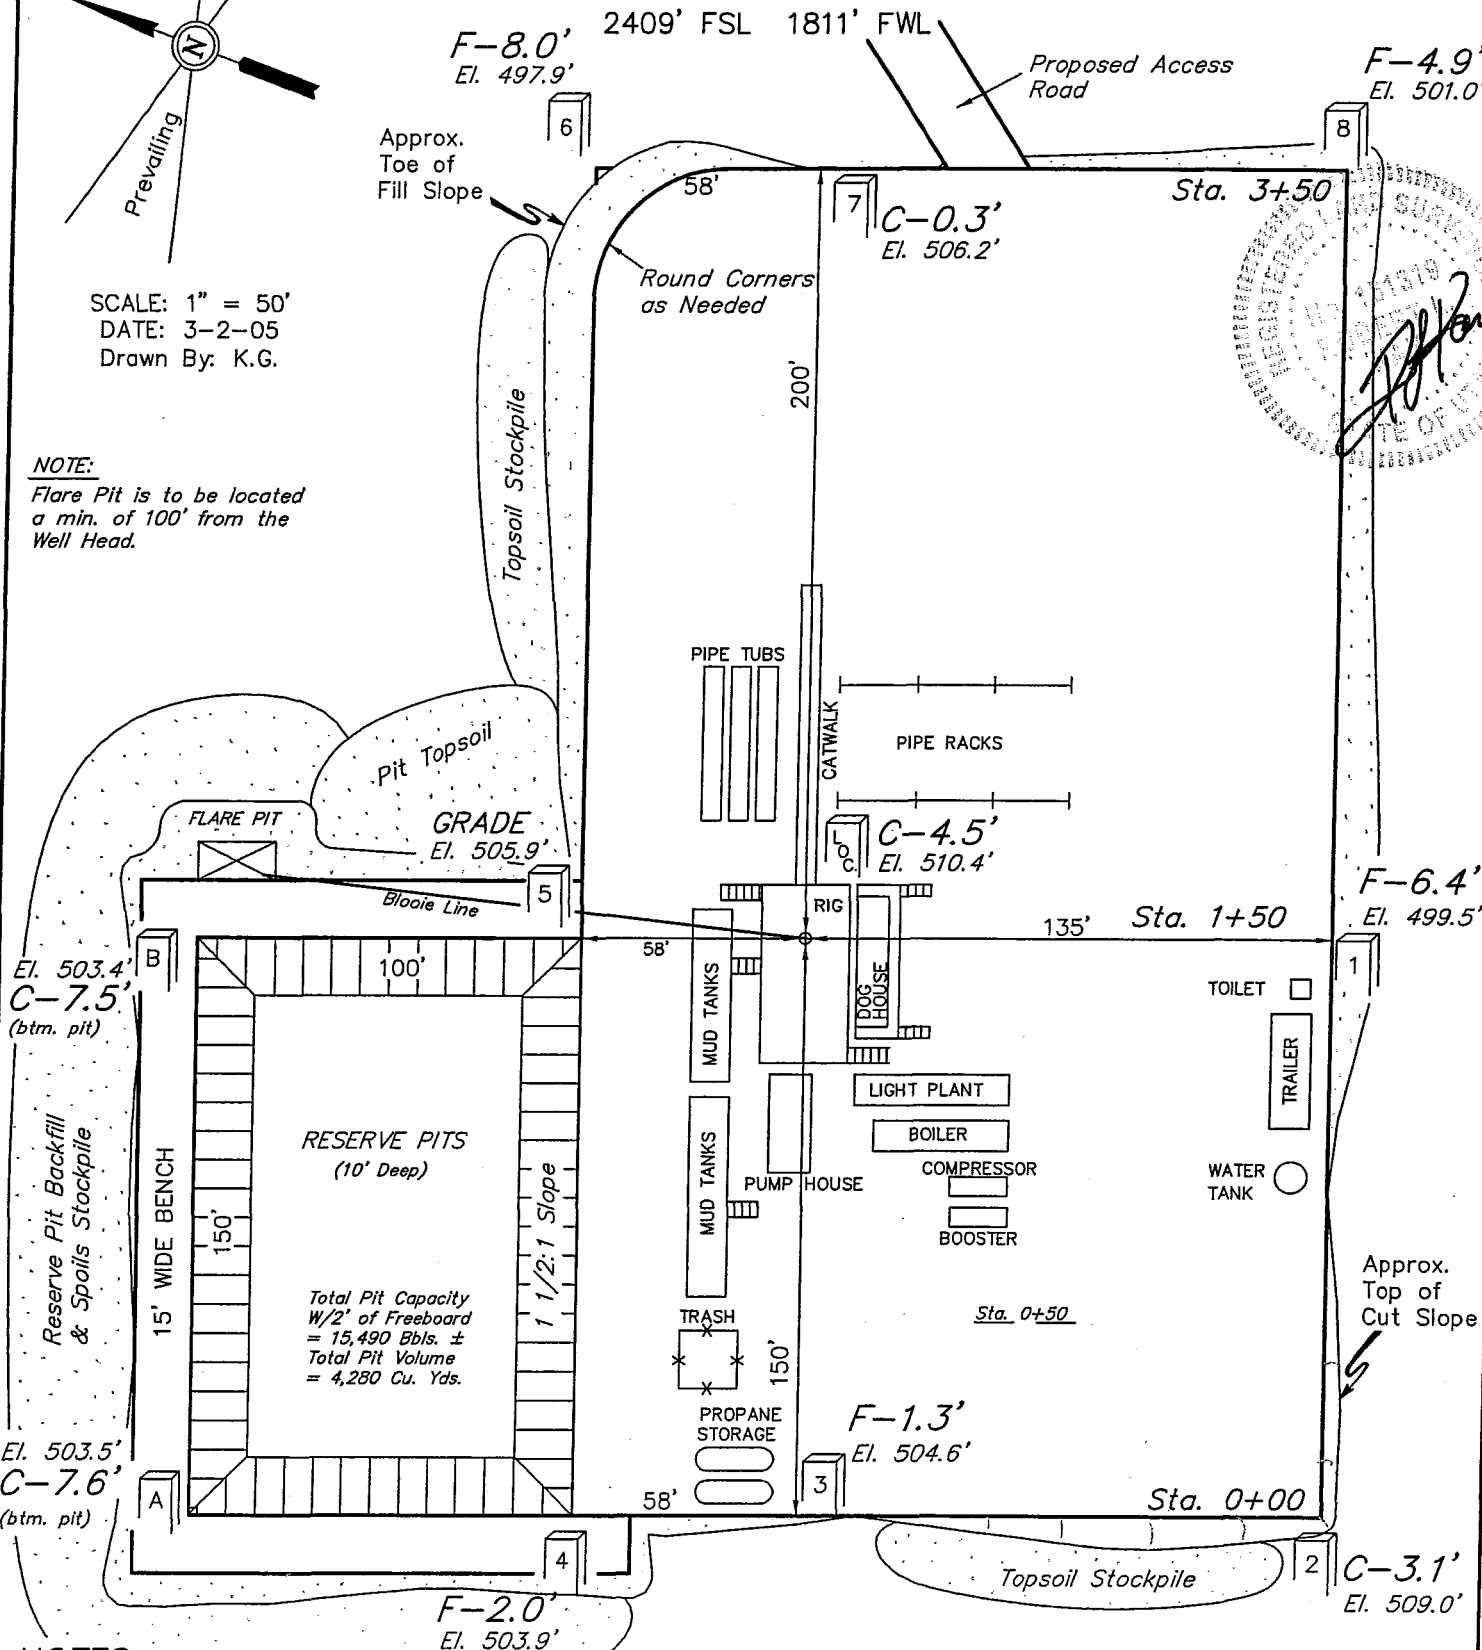 2409' FSL 1811' FWL
F-8.0'
El. 497.9'
Proposed Access
Road
F-4.9'
El. 501.0'
N
Prevailing
6
8
Approx.
Toe of
Fill Slope
58'
7
C-0.3'
El. 506.2'
Sta. 3+50
REGISTERED LAND
Round Corners
as Needed
SCALE: 1" = 50'
DATE: 3-2-05
Drawn By: K.G.
200'
Topsoil Stockpile
NOTE:
Flare Pit is to be located
a min. of 100' from the
Well Head.
PIPE TUBS
CATWALK
PIPE RACKS
Pit Topsoil
FLARE PIT
GRADE
El. 505.9'
LOC.
C-4.5'
El. 510.4'
5
Blooie Line
RIG
F-6.4'
El. 499.5'
Sta. 1+50
135'
58'
100'
B
El. 503.4'
C-7.5'
(btm. pit)
1
MUD TANKS
DOG
HOUSE
TOILET
TRAILER
LIGHT PLANT
BOILER
COMPRESSOR
BOOSTER
PUMP HOUSE
MUD TANKS
WATER
TANK
Reserve Pit Backfill
& Spoils Stockpile
15' WIDE BENCH
150'
RESERVE PITS
(10' Deep)
1 1/2:1 Slope
Total Pit Capacity
W/2' of Freeboard
= 15,490 Bbls. ±
Total Pit Volume
= 4,280 Cu. Yds.
TRASH
150'
Sta. 0+50
Approx.
Top of
Cut Slope
PROPANE
STORAGE
F-1.3'
El. 504.6'
3
El. 503.5'
C-7.6'
(btm. pit)
A
58'
Sta. 0+00
4
Topsoil Stockpile
2
C-3.1'
El. 509.0'
F-2.0'
El. 503.9'